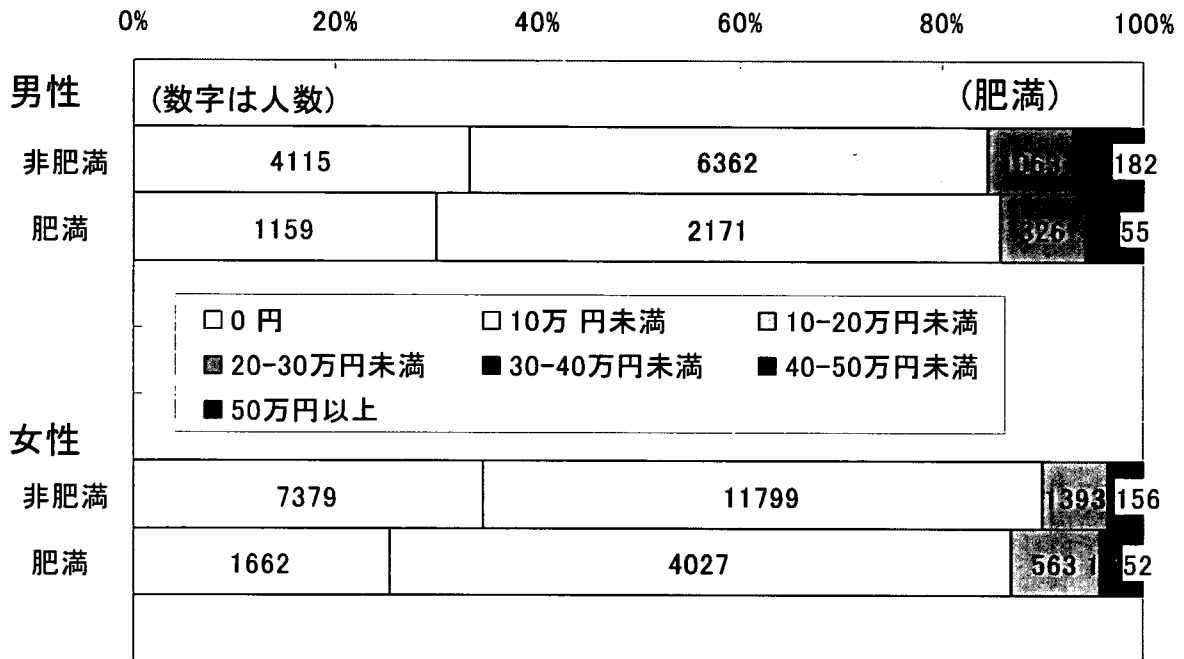 0% 20% 40% 60% 80% 100%
男性 (数字は人数) (肥満)
非肥満 4115 6362 1063 182
肥満 1159 2171 326 55
□0 円 □10万 円未満 □10-20万円未満
■20-30万円未満 ■30-40万円未満 ■40-50万円未満
■50万円以上
女性
非肥満 7379 11799 1393 156
肥満 1662 4027 563 52